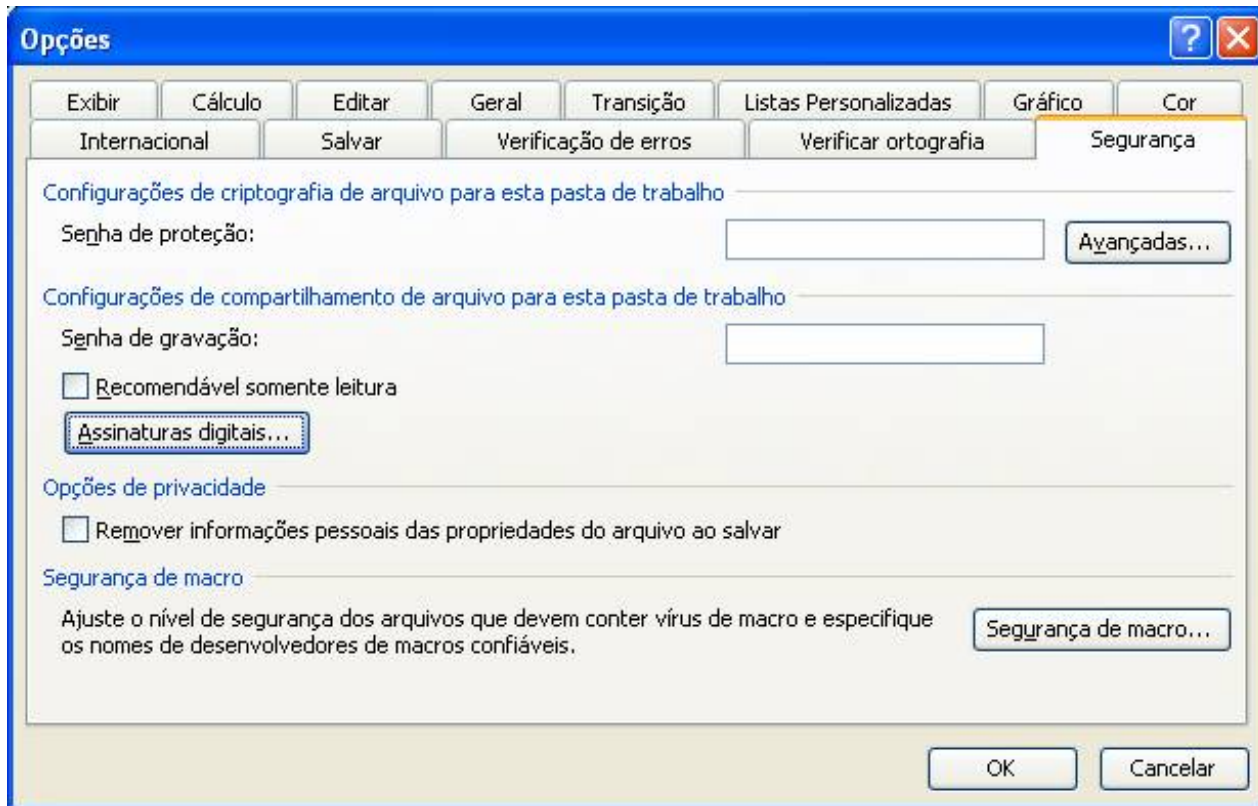 Opções
Exibir Cálculo Editar Geral Transição Listas Personalizadas Gráfico Cor
Internacional Salvar Verificação de erros Verificar ortografia Segurança
Configurações de criptografia de arquivo para esta pasta de trabalho
Senha de proteção: Avançadas...
Configurações de compartilhamento de arquivo para esta pasta de trabalho
Senha de gravação:
Recomendável somente leitura
Assinaturas digitais...
Opções de privacidade
Remover informações pessoais das propriedades do arquivo ao salvar
Segurança de macro
Ajuste o nível de segurança dos arquivos que devem conter vírus de macro e especifique
os nomes de desenvolvedores de macros confiáveis.
Segurança de macro...
OK Cancelar